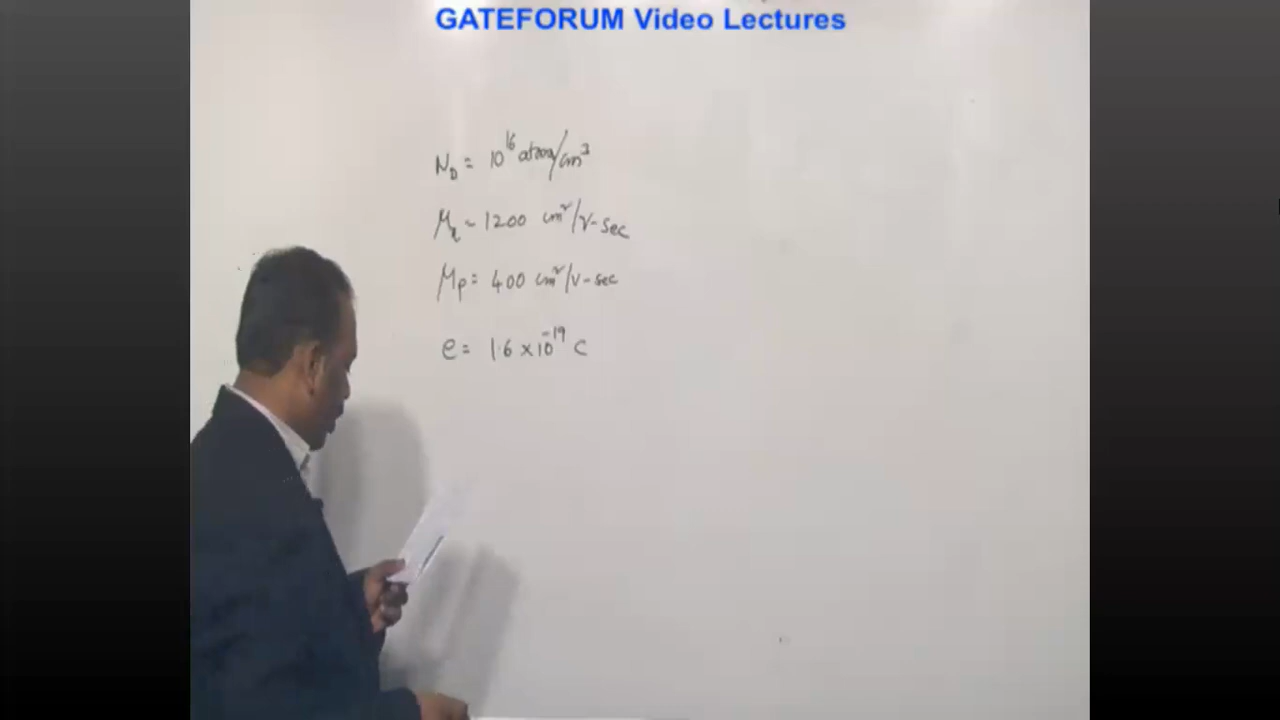 GATEFORUM Video Lectures
N_D = 10^16 atoms/cm^3
μ_n = 1200 cm^2/V-sec
μ_p = 400 cm^2/V-sec
e = 1.6 × 10^-19 C